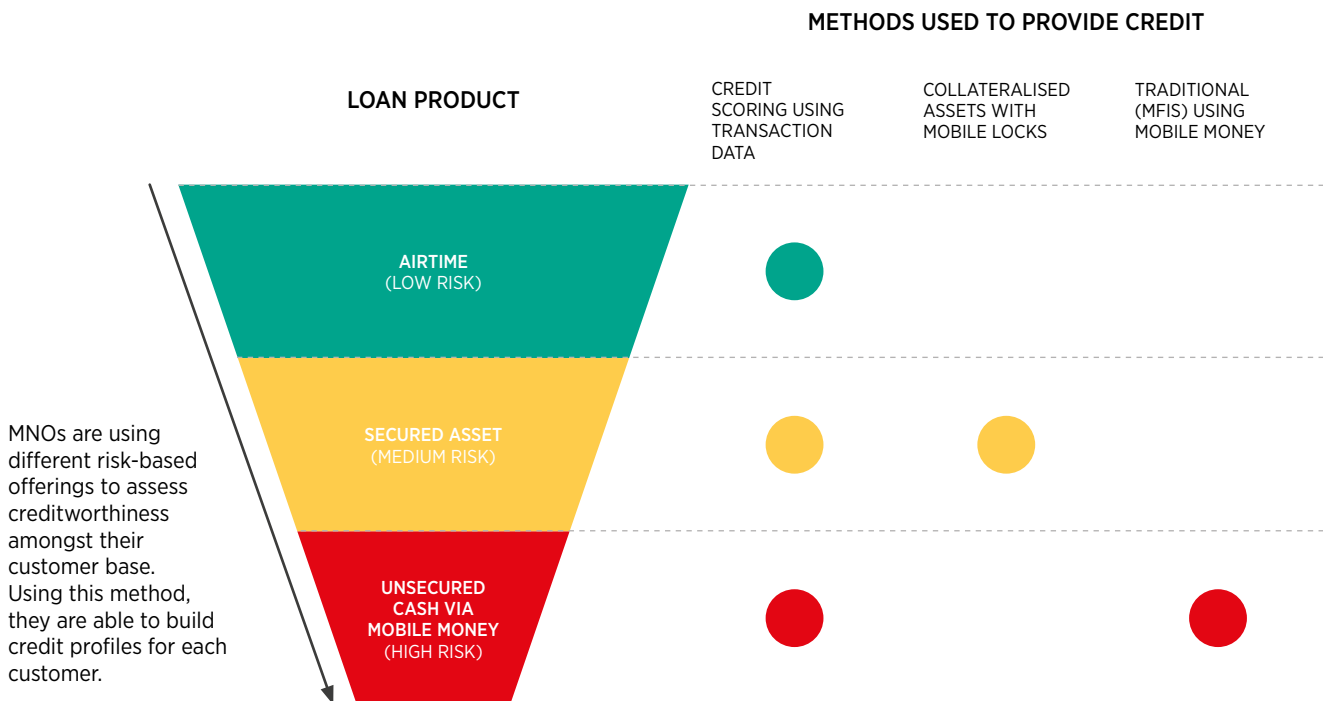 METHODS USED TO PROVIDE CREDIT
LOAN PRODUCT
CREDIT
SCORING USING
TRANSACTION
DATA
COLLATERALISED
ASSETS WITH
MOBILE LOCKS
TRADITIONAL
(MFIS) USING
MOBILE MONEY
AIRTIME
(LOW RISK)
SECURED ASSET
(MEDIUM RISK)
UNSECURED
CASH VIA
MOBILE MONEY
(HIGH RISK)
MNOs are using
different risk-based
offerings to assess
creditworthiness
amongst their
customer base.
Using this method,
they are able to build
credit profiles for each
customer.